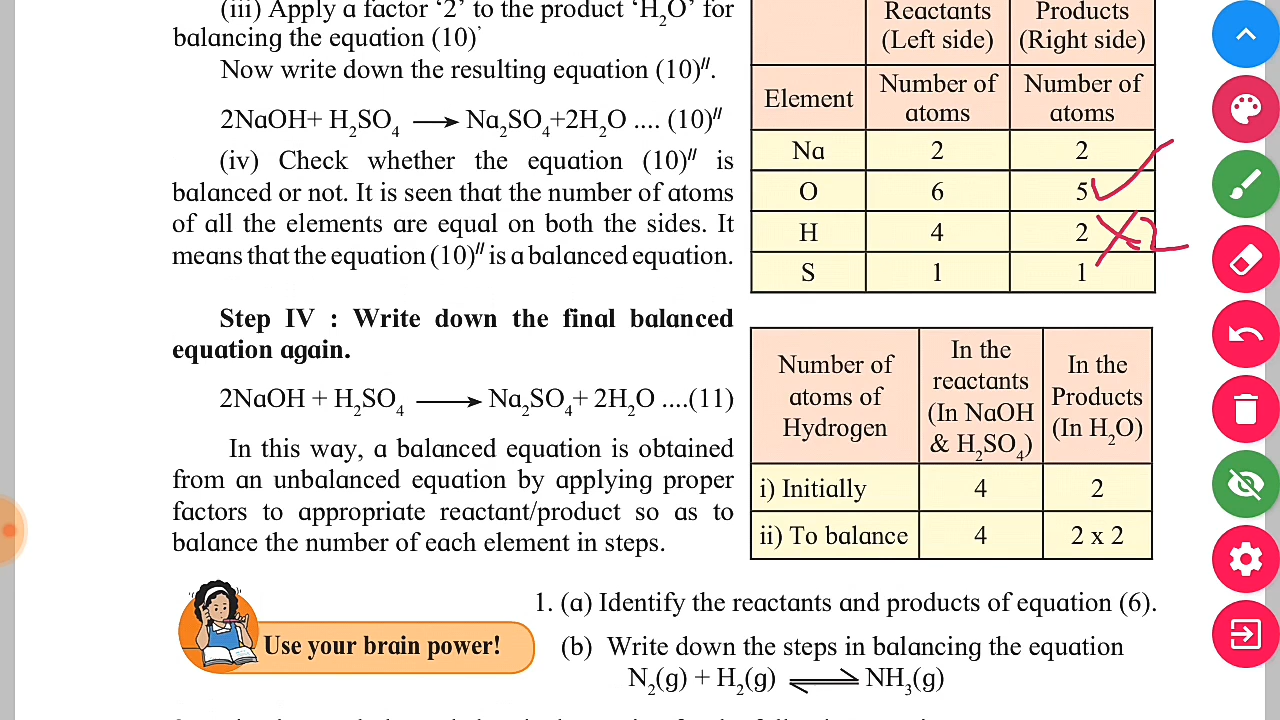 (iii) Apply a factor ‘2’ to the product ‘H₂O’ for
balancing the equation (10)'
Now write down the resulting equation (10)″.
2NaOH+ H₂SO₄ ⟶ Na₂SO₄+2H₂O .... (10)″
(iv) Check whether the equation (10)″ is
balanced or not. It is seen that the number of atoms
of all the elements are equal on both the sides. It
means that the equation (10)″ is a balanced equation.
Step IV : Write down the final balanced
equation again.
2NaOH + H₂SO₄ ⟶ Na₂SO₄+ 2H₂O ....(11)
In this way, a balanced equation is obtained
from an unbalanced equation by applying proper
factors to appropriate reactant/product so as to
balance the number of each element in steps.
Reactants Products
(Left side) (Right side)
Element Number of atoms Number of atoms
Na 2 2
O 6 5
H 4 2 ×2
S 1 1
Number of atoms of Hydrogen In the reactants (In NaOH & H₂SO₄) In the Products (In H₂O)
i) Initially 4 2
ii) To balance 4 2 x 2
Use your brain power!
1. (a) Identify the reactants and products of equation (6).
(b) Write down the steps in balancing the equation
N₂(g) + H₂(g) ⇌ NH₃(g)